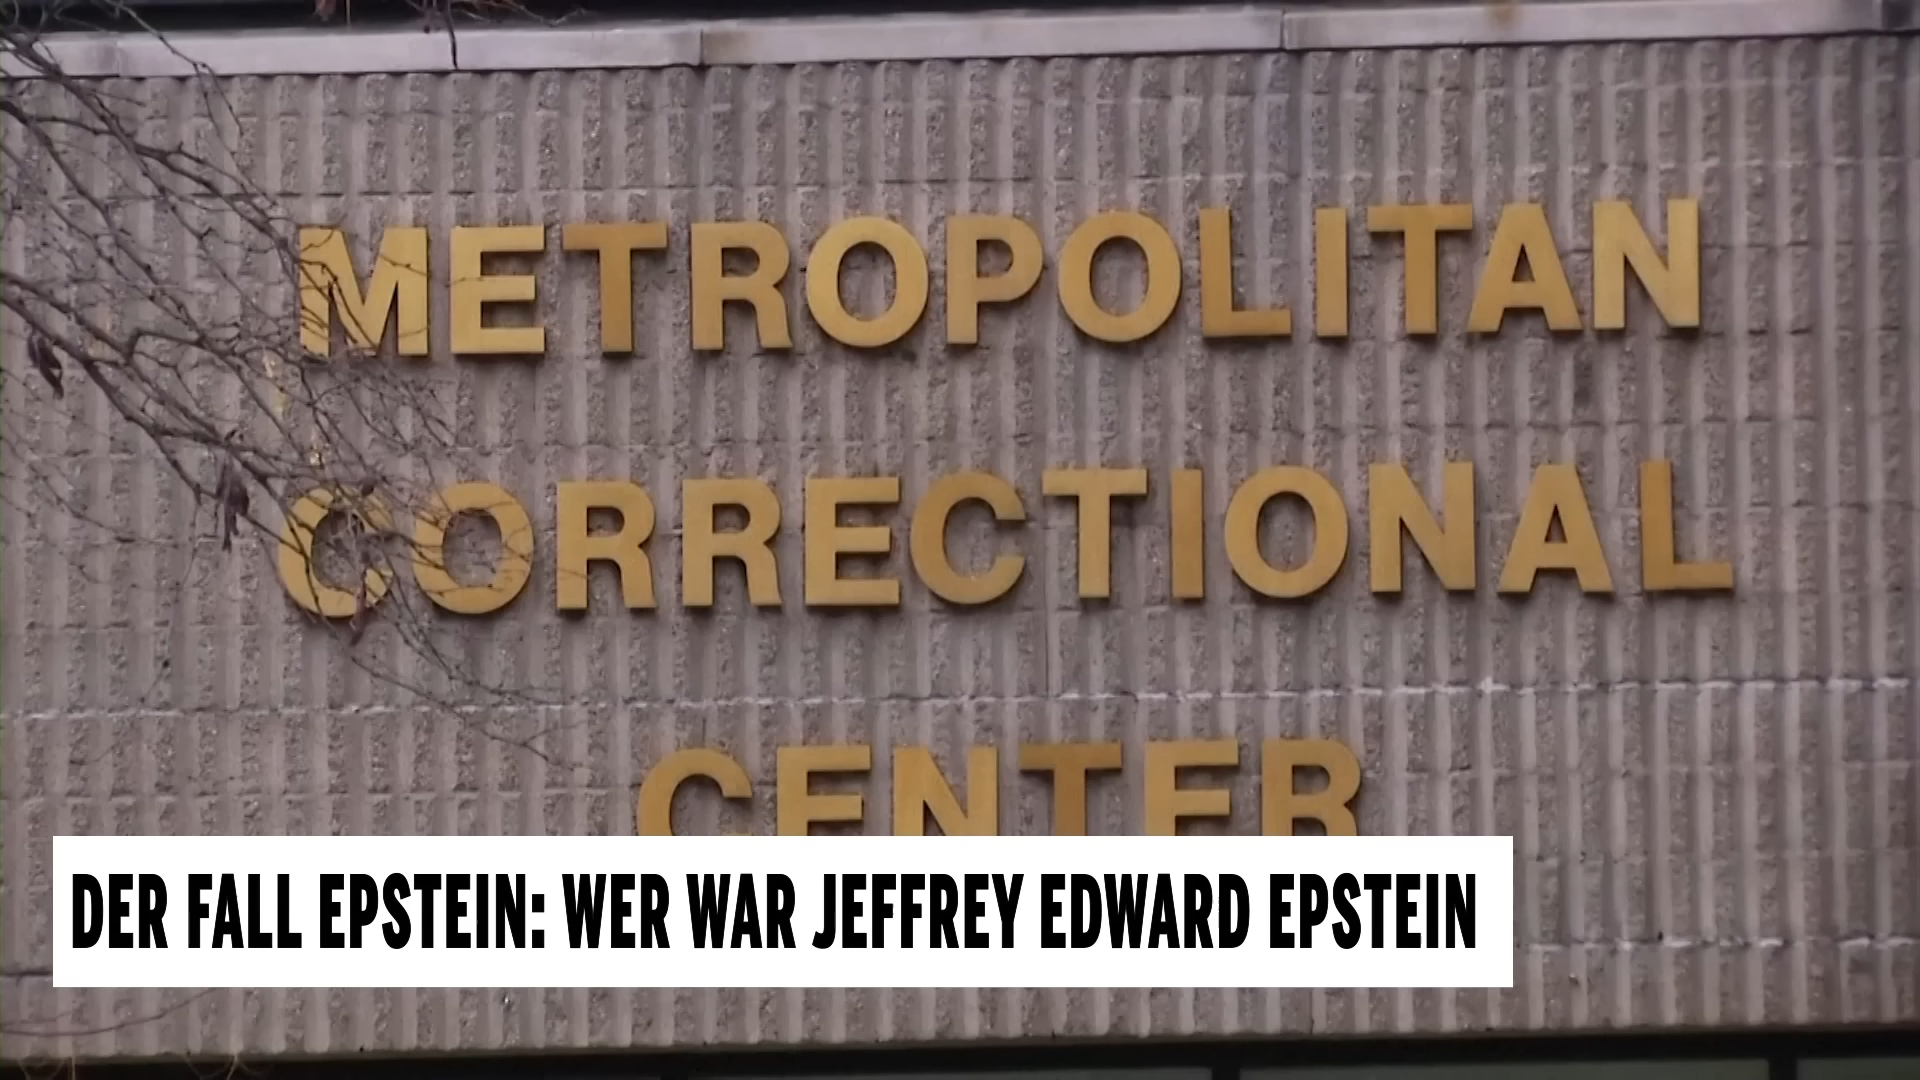 METROPOLITAN
CORRECTIONAL
CENTER
DER FALL EPSTEIN: WER WAR JEFFREY EDWARD EPSTEIN